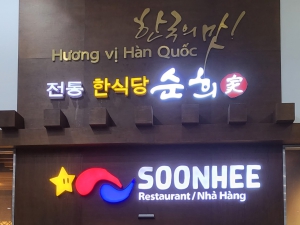 한국의 맛!
Hương vị Hàn Quốc
전통 한식당 순희 家
SOONHEE
Restaurant/Nhà Hàng